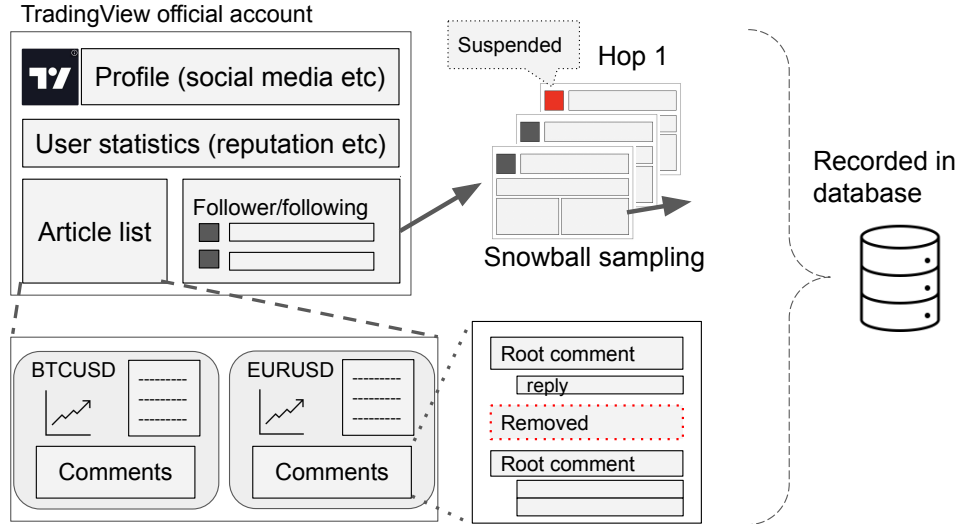 TradingView official account
Profile (social media etc)
User statistics (reputation etc)
Article list
Follower/following
Suspended
Hop 1
Snowball sampling
Recorded in
database
BTCUSD
Comments
EURUSD
Comments
Root comment
reply
Removed
Root comment